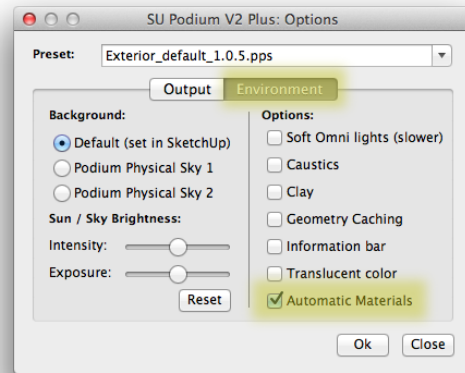 SU Podium V2 Plus: Options
Preset: Exterior_default_1.0.5.pps
Output Environment
Background:
Default (set in SketchUp)
Podium Physical Sky 1
Podium Physical Sky 2
Sun / Sky Brightness:
Intensity:
Exposure:
Reset
Options:
Soft Omni lights (slower)
Caustics
Clay
Geometry Caching
Information bar
Translucent color
Automatic Materials
Ok Close